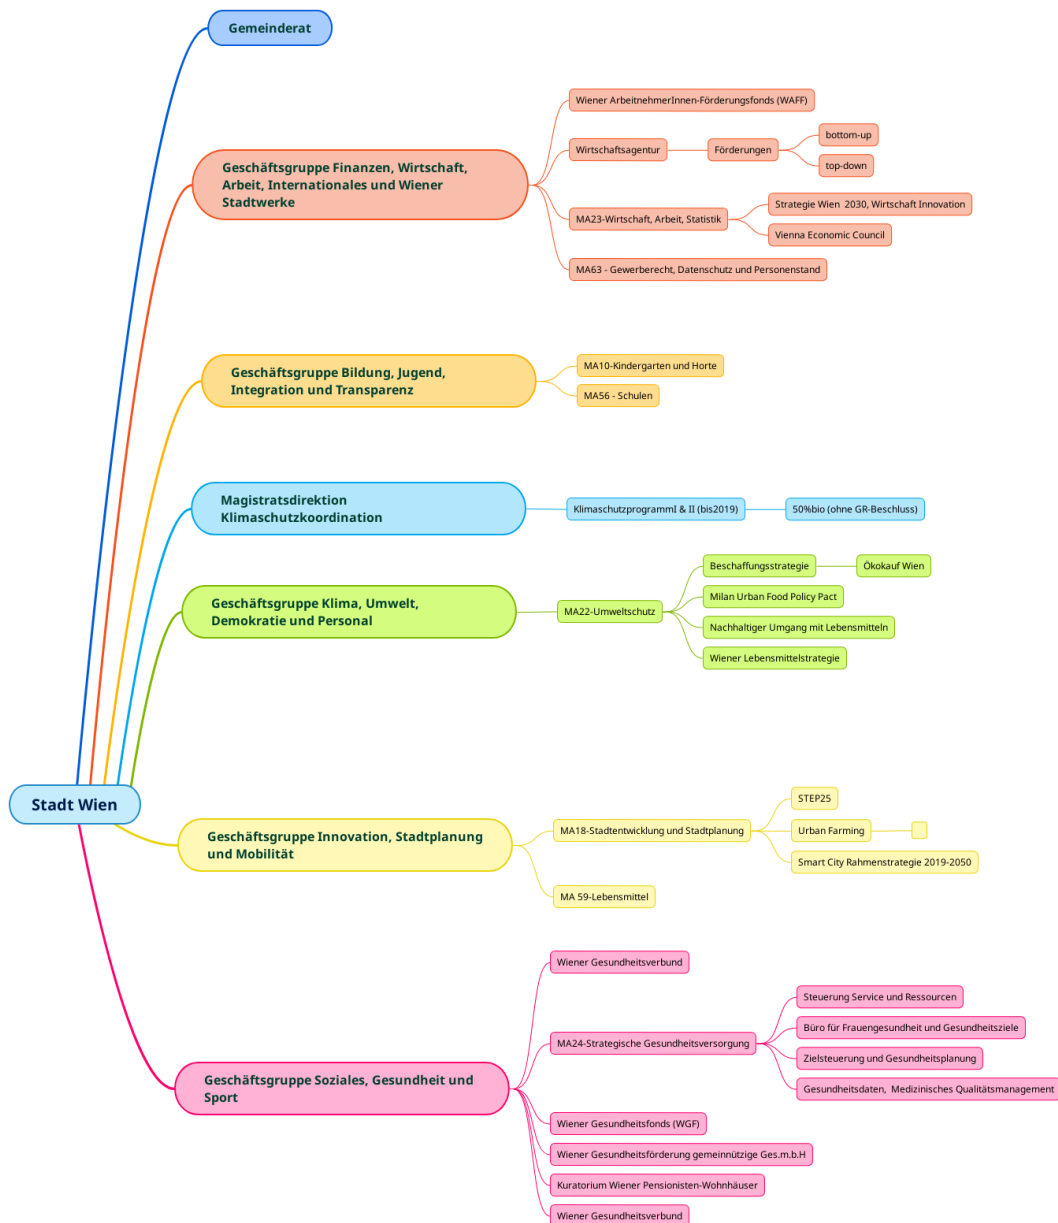 Gemeinderat
Geschäftsgruppe Finanzen, Wirtschaft,
Arbeit, Internationales und Wiener
Stadtwerke
Wiener ArbeitnehmerInnen-Förderungsfonds (WAFF)
Wirtschaftsagentur
Förderungen
bottom-up
top-down
MA23-Wirtschaft, Arbeit, Statistik
Strategie Wien  2030, Wirtschaft Innovation
Vienna Economic Council
MA63 - Gewerberecht, Datenschutz und Personenstand
Geschäftsgruppe Bildung, Jugend,
Integration und Transparenz
MA10-Kindergarten und Horte
MA56 - Schulen
Magistratsdirektion
Klimaschutzkoordination
KlimaschutzprogrammI & II (bis2019)
50%bio (ohne GR-Beschluss)
Geschäftsgruppe Klima, Umwelt,
Demokratie und Personal
MA22-Umweltschutz
Beschaffungsstrategie
Ökokauf Wien
Milan Urban Food Policy Pact
Nachhaltiger Umgang mit Lebensmitteln
Wiener Lebensmittelstrategie
Stadt Wien
Geschäftsgruppe Innovation, Stadtplanung
und Mobilität
MA18-Stadtentwicklung und Stadtplanung
STEP25
Urban Farming
Smart City Rahmenstrategie 2019-2050
MA 59-Lebensmittel
Geschäftsgruppe Soziales, Gesundheit und
Sport
Wiener Gesundheitsverbund
MA24-Strategische Gesundheitsversorgung
Steuerung Service und Ressourcen
Büro für Frauengesundheit und Gesundheitsziele
Zielsteuerung und Gesundheitsplanung
Gesundheitsdaten,  Medizinisches Qualitätsmanagement
Wiener Gesundheitsfonds (WGF)
Wiener Gesundheitsförderung gemeinnützige Ges.m.b.H
Kuratorium Wiener Pensionisten-Wohnhäuser
Wiener Gesundheitsverbund